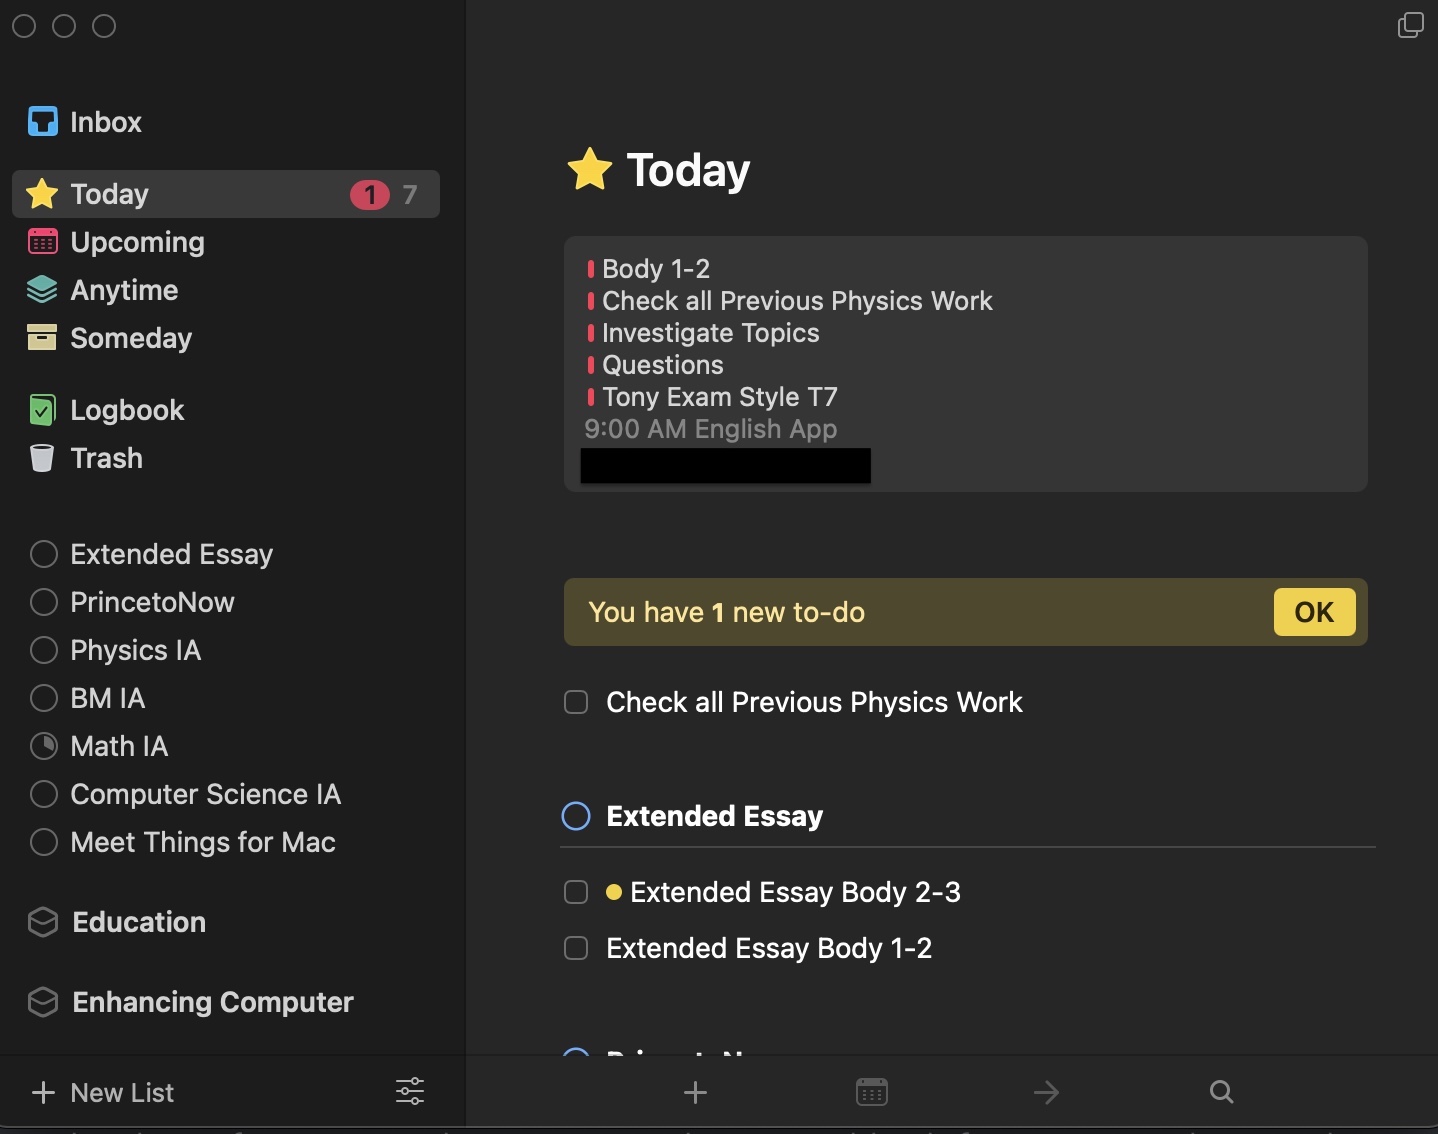 Inbox
Today 1 7
Upcoming
Anytime
Someday
Logbook
Trash
Extended Essay
PrincetoNow
Physics IA
BM IA
Math IA
Computer Science IA
Meet Things for Mac
Education
Enhancing Computer
New List
Today
Body 1-2
Check all Previous Physics Work
Investigate Topics
Questions
Tony Exam Style T7
9:00 AM English App
You have 1 new to-do OK
Check all Previous Physics Work
Extended Essay
Extended Essay Body 2-3
Extended Essay Body 1-2